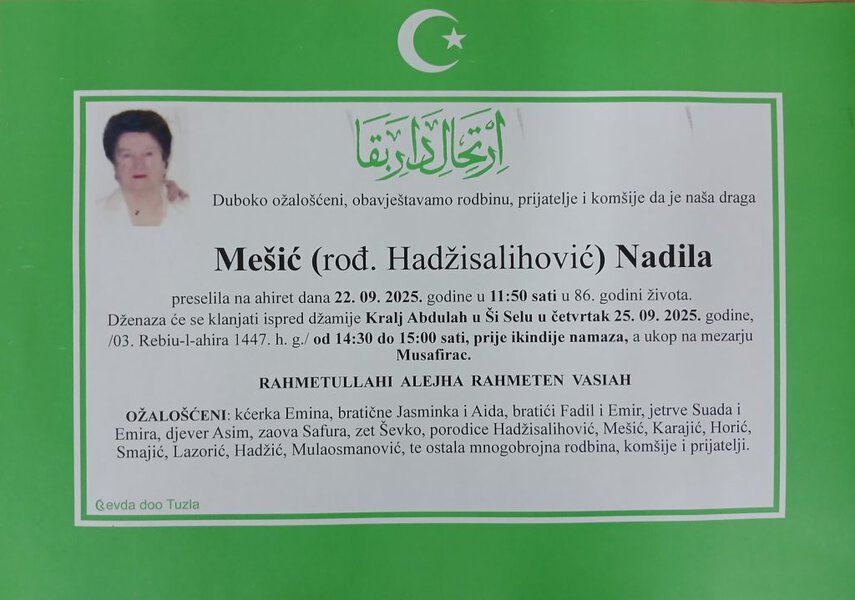 اِرْتِحَالِ دَارِ بَقَا
Duboko ožalošćeni, obavještavamo rodbinu, prijatelje i komšije da je naša draga
Mešić (rođ. Hadžisalihović) Nadila
preselila na ahiret dana 22. 09. 2025. godine u 11:50 sati u 86. godini života.
Dženaza će se klanjati ispred džamije Kralj Abdulah u Ši Selu u četvrtak 25. 09. 2025. godine,
/03. Rebiu-l-ahira 1447. h. g./ od 14:30 do 15:00 sati, prije ikindije namaza, a ukop na mezarju
Musafirac.
RAHMETULLAHI ALEJHA RAHMETEN VASIAH
OŽALOŠĆENI: kćerka Emina, bratične Jasminka i Aida, bratići Fadil i Emir, jetrve Suada i
Emira, djever Asim, zaova Safura, zet Ševko, porodice Hadžisalihović, Mešić, Karajić, Horić,
Smajić, Lazorić, Hadžić, Mulaosmanović, te ostala mnogobrojna rodbina, komšije i prijatelji.
Revda doo Tuzla